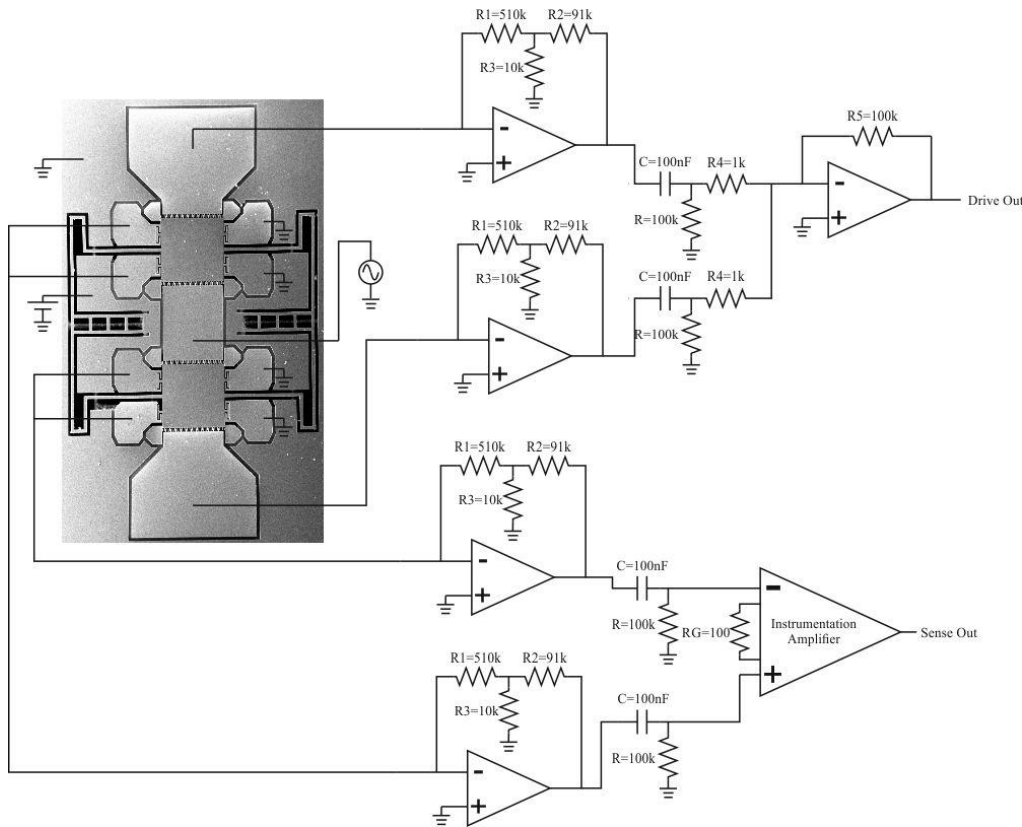 R1=510k R2=91k
R3=10k
R5=100k
C=100nF
R4=1k
R=100k
Drive Out
R1=510k R2=91k
R3=10k
C=100nF
R4=1k
R=100k
R1=510k R2=91k
R3=10k
C=100nF
R=100k
RG=100
Instrumentation
Amplifier
Sense Out
R1=510k R2=91k
R3=10k
C=100nF
R=100k